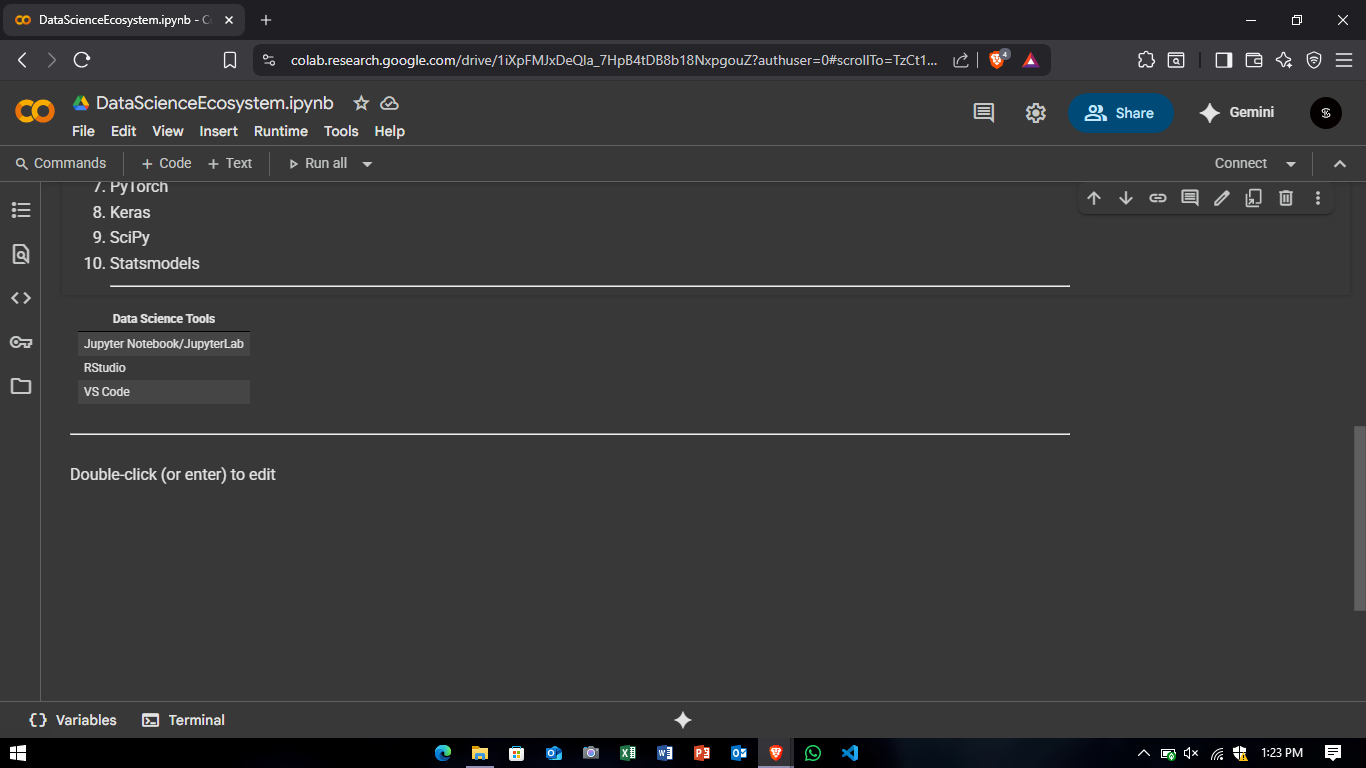 DataScienceEcosystem.ipynb - C
colab.research.google.com/drive/1iXpFMJxDeQIa_7HpB4tDB8b18NxpgouZ?authuser=0#scrollTo=TzCt1...
4
DataScienceEcosystem.ipynb
File Edit View Insert Runtime Tools Help
Share
Gemini
Commands + Code + Text Run all
Connect
7. PyTorch
8. Keras
9. SciPy
10. Statsmodels
Data Science Tools
Jupyter Notebook/JupyterLab
RStudio
VS Code
Double-click (or enter) to edit
Variables Terminal
1:23 PM